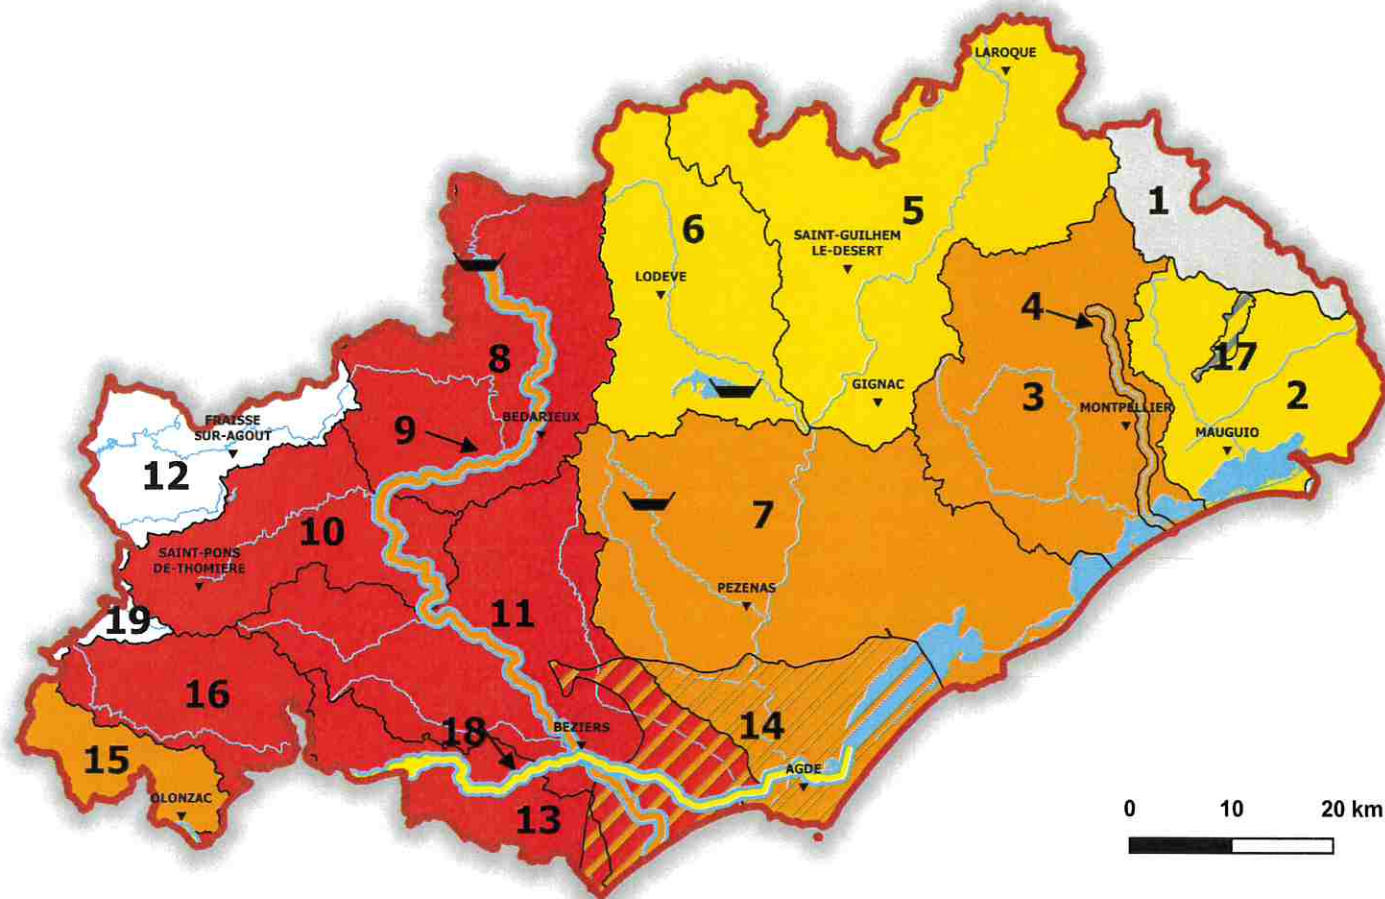 LAROQUE
1
5
6
SAINT-GUILHEM
LE-DESERT
LODEVE
4
17
8
GIGNAC
3
2
MONTPELLIER
BEDARIEUX
FRAISSE
SUR-AGOUT
9
MAUGUIO
12
7
10
SAINT-PONS
DE-THOMIERE
PEZENAS
11
19
16
14
18
BEZIERS
15
AGDE
OLONZAC
13
0 10 20 km